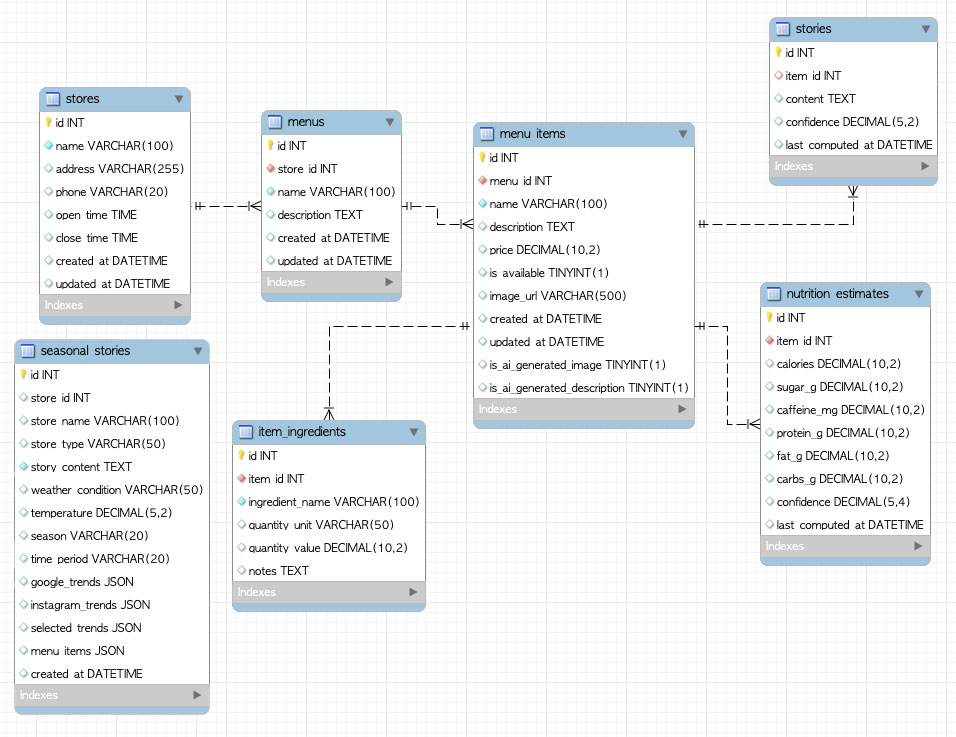 stores
id INT
name VARCHAR(100)
address VARCHAR(255)
phone VARCHAR(20)
open time TIME
close time TIME
created at DATETIME
updated at DATETIME
Indexes
menus
id INT
store id INT
name VARCHAR(100)
description TEXT
created at DATETIME
updated at DATETIME
Indexes
menu items
id INT
menu id INT
name VARCHAR(100)
description TEXT
price DECIMAL(10,2)
is available TINYINT(1)
image_url VARCHAR(500)
created at DATETIME
updated at DATETIME
is_ai_generated_image TINYINT(1)
is_ai_generated_description TINYINT(1)
Indexes
stories
id INT
item id INT
content TEXT
confidence DECIMAL(5,2)
last computed at DATETIME
Indexes
nutrition estimates
id INT
item id INT
calories DECIMAL(10,2)
sugar_g DECIMAL(10,2)
caffeine_mg DECIMAL(10,2)
protein_g DECIMAL(10,2)
fat_g DECIMAL(10,2)
carbs_g DECIMAL(10,2)
confidence DECIMAL(5,4)
last computed at DATETIME
Indexes
seasonal stories
id INT
store id INT
store name VARCHAR(100)
store type VARCHAR(50)
story content TEXT
weather condition VARCHAR(50)
temperature DECIMAL(5,2)
season VARCHAR(20)
time period VARCHAR(20)
google_trends JSON
instagram_trends JSON
selected trends JSON
menu items JSON
created at DATETIME
Indexes
item_ingredients
id INT
item id INT
ingredient_name VARCHAR(100)
quantity unit VARCHAR(50)
quantity value DECIMAL(10,2)
notes TEXT
Indexes